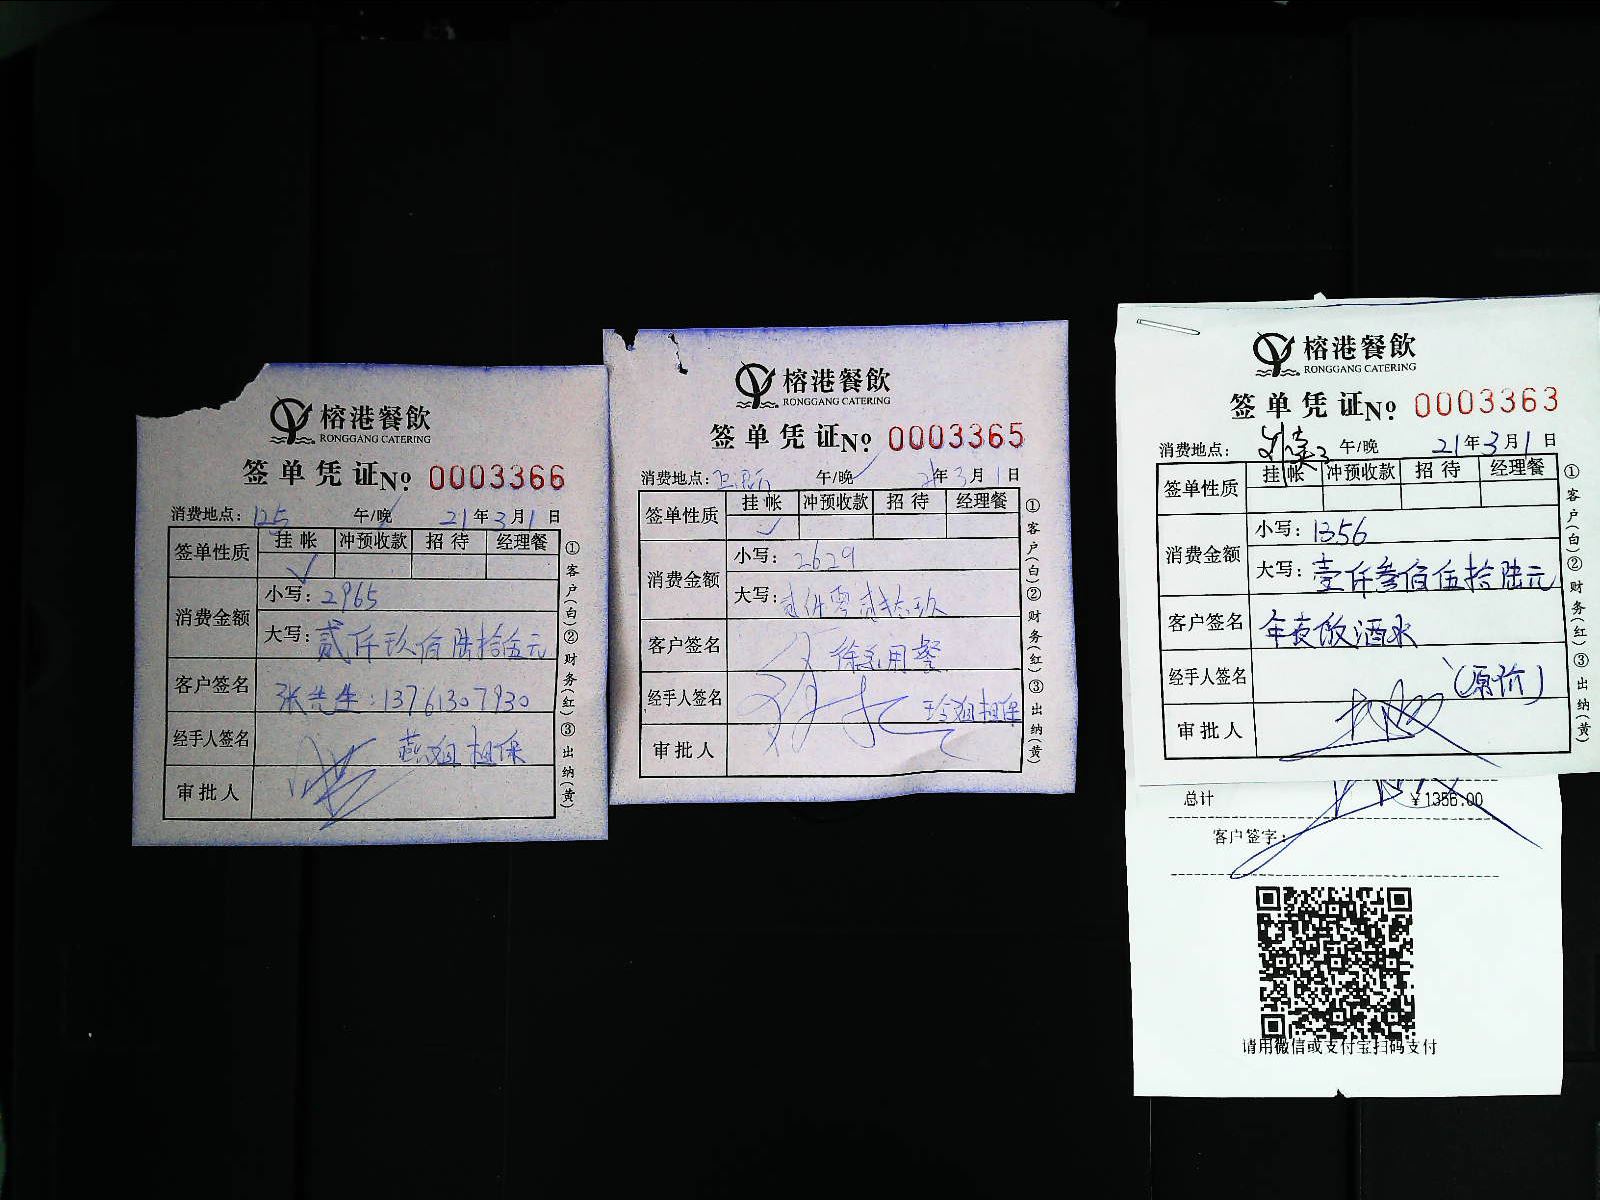 榕港餐飲
RONGGANG CATERING
签单凭证No 0003366
消费地点: 125 午/晚 21年3月1日
签单性质 挂帐 冲预收款 招待 经理餐
消费金额 小写: 2965
大写: 贰仟玖佰陆拾伍元
客户签名 张先生:13761307930
经手人签名 燕姐担保
审批人
①客户(白)②财务(红)③出纳(黄)
榕港餐飲
RONGGANG CATERING
签单凭证No 0003365
消费地点: 午/晚 21年3月1日
签单性质 挂帐 冲预收款 招待 经理餐
消费金额 小写: 2629
大写:
客户签名 用餐
经手人签名 玲姐担保
审批人
①客户(白)②财务(红)③出纳(黄)
榕港餐飲
RONGGANG CATERING
签单凭证No 0003363
消费地点: 午/晚 21年3月1日
签单性质 挂帐 冲预收款 招待 经理餐
消费金额 小写: 1356
大写: 壹仟叁佰伍拾陆元
客户签名 年夜饭酒水
经手人签名 (原价)
审批人
①客户(白)②财务(红)③出纳(黄)
总计 ¥1356.00
客户签字:
请用微信或支付宝扫码支付